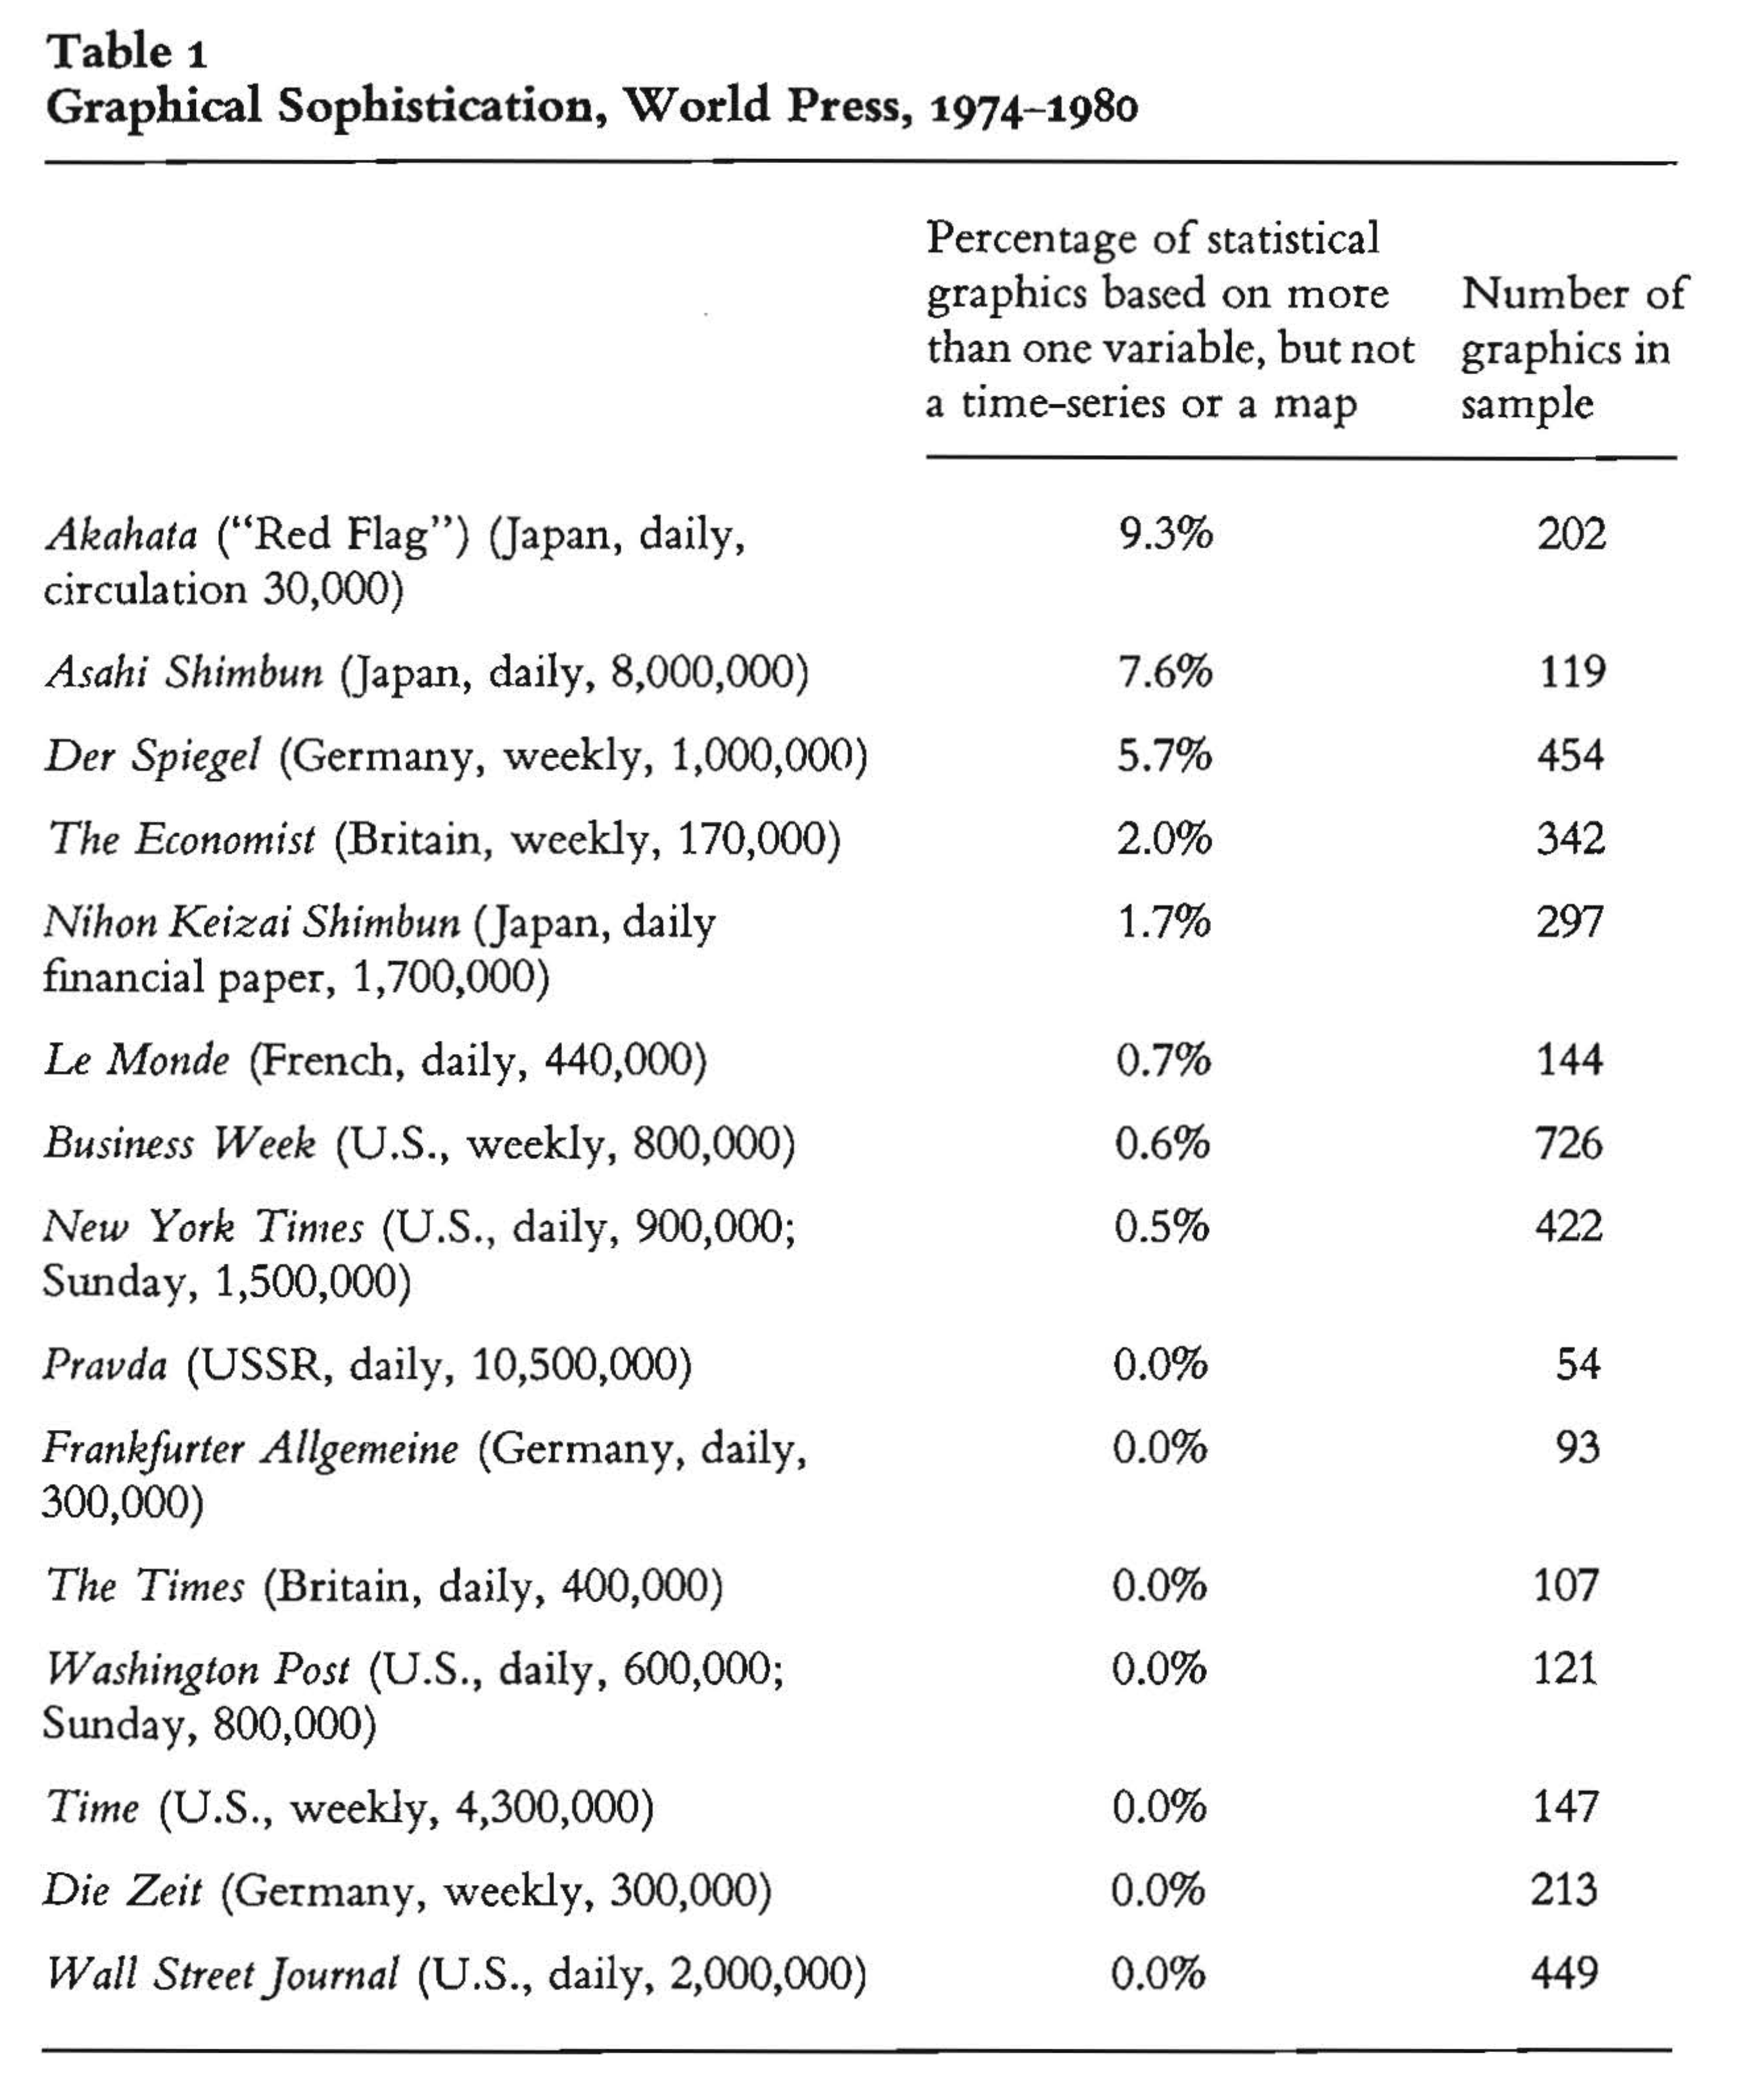 Table 1
Graphical Sophistication, World Press, 1974–1980
Percentage of statistical
graphics based on more
than one variable, but not
a time-series or a map
Number of
graphics in
sample
Akahata (“Red Flag”) (Japan, daily,
circulation 30,000) 9.3% 202
Asahi Shimbun (Japan, daily, 8,000,000) 7.6% 119
Der Spiegel (Germany, weekly, 1,000,000) 5.7% 454
The Economist (Britain, weekly, 170,000) 2.0% 342
Nihon Keizai Shimbun (Japan, daily
financial paper, 1,700,000) 1.7% 297
Le Monde (French, daily, 440,000) 0.7% 144
Business Week (U.S., weekly, 800,000) 0.6% 726
New York Times (U.S., daily, 900,000;
Sunday, 1,500,000) 0.5% 422
Pravda (USSR, daily, 10,500,000) 0.0% 54
Frankfurter Allgemeine (Germany, daily,
300,000) 0.0% 93
The Times (Britain, daily, 400,000) 0.0% 107
Washington Post (U.S., daily, 600,000;
Sunday, 800,000) 0.0% 121
Time (U.S., weekly, 4,300,000) 0.0% 147
Die Zeit (Germany, weekly, 300,000) 0.0% 213
Wall Street Journal (U.S., daily, 2,000,000) 0.0% 449